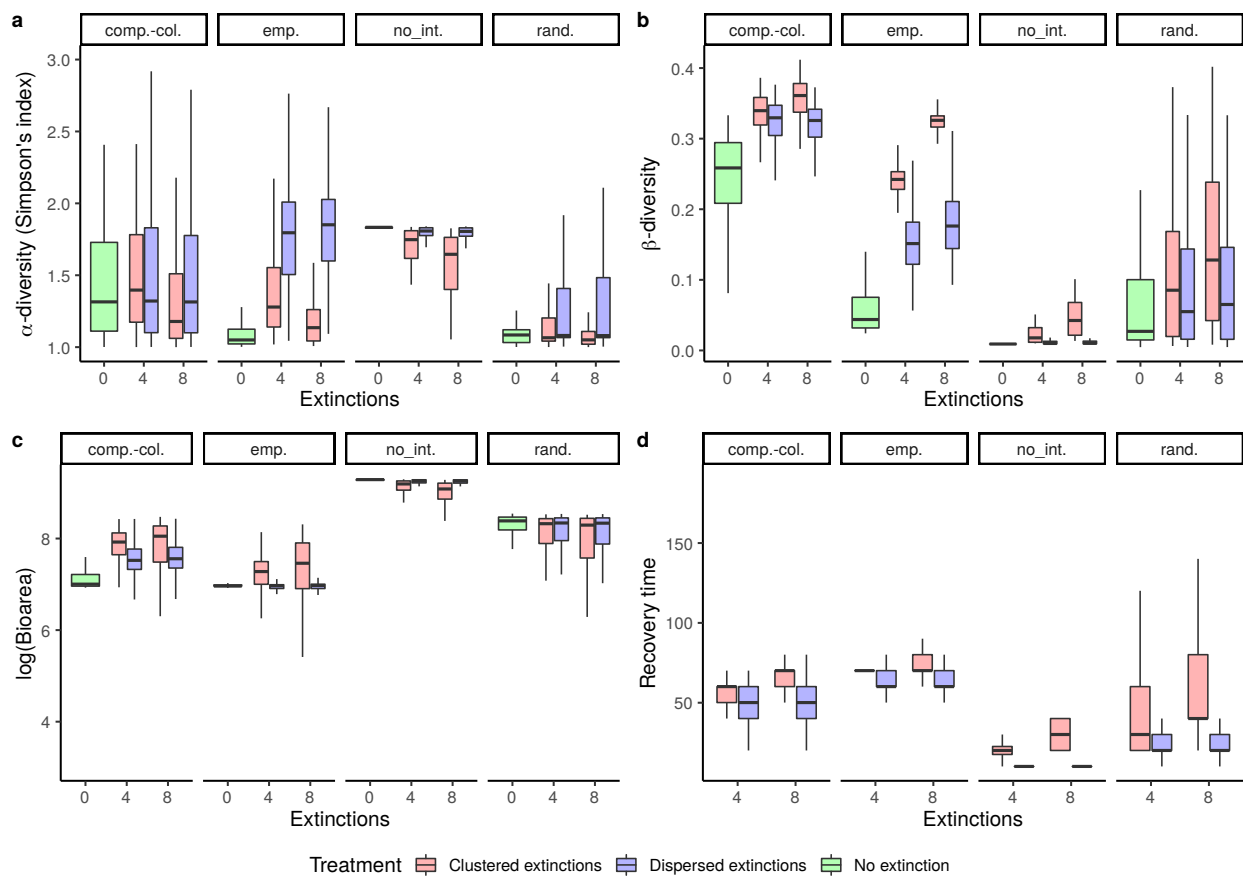 a
comp.-col. emp. no_int. rand.
α-diversity (Simpson's index)
3.0
2.5
2.0
1.5
1.0
0 4 8 0 4 8 0 4 8 0 4 8
Extinctions
b
comp.-col. emp. no_int. rand.
β-diversity
0.4
0.3
0.2
0.1
0.0
0 4 8 0 4 8 0 4 8 0 4 8
Extinctions
c
comp.-col. emp. no_int. rand.
log(Bioarea)
8
6
4
0 4 8 0 4 8 0 4 8 0 4 8
Extinctions
d
comp.-col. emp. no_int. rand.
Recovery time
150
100
50
4 8 4 8 4 8 4 8
Extinctions
Treatment Clustered extinctions Dispersed extinctions No extinction